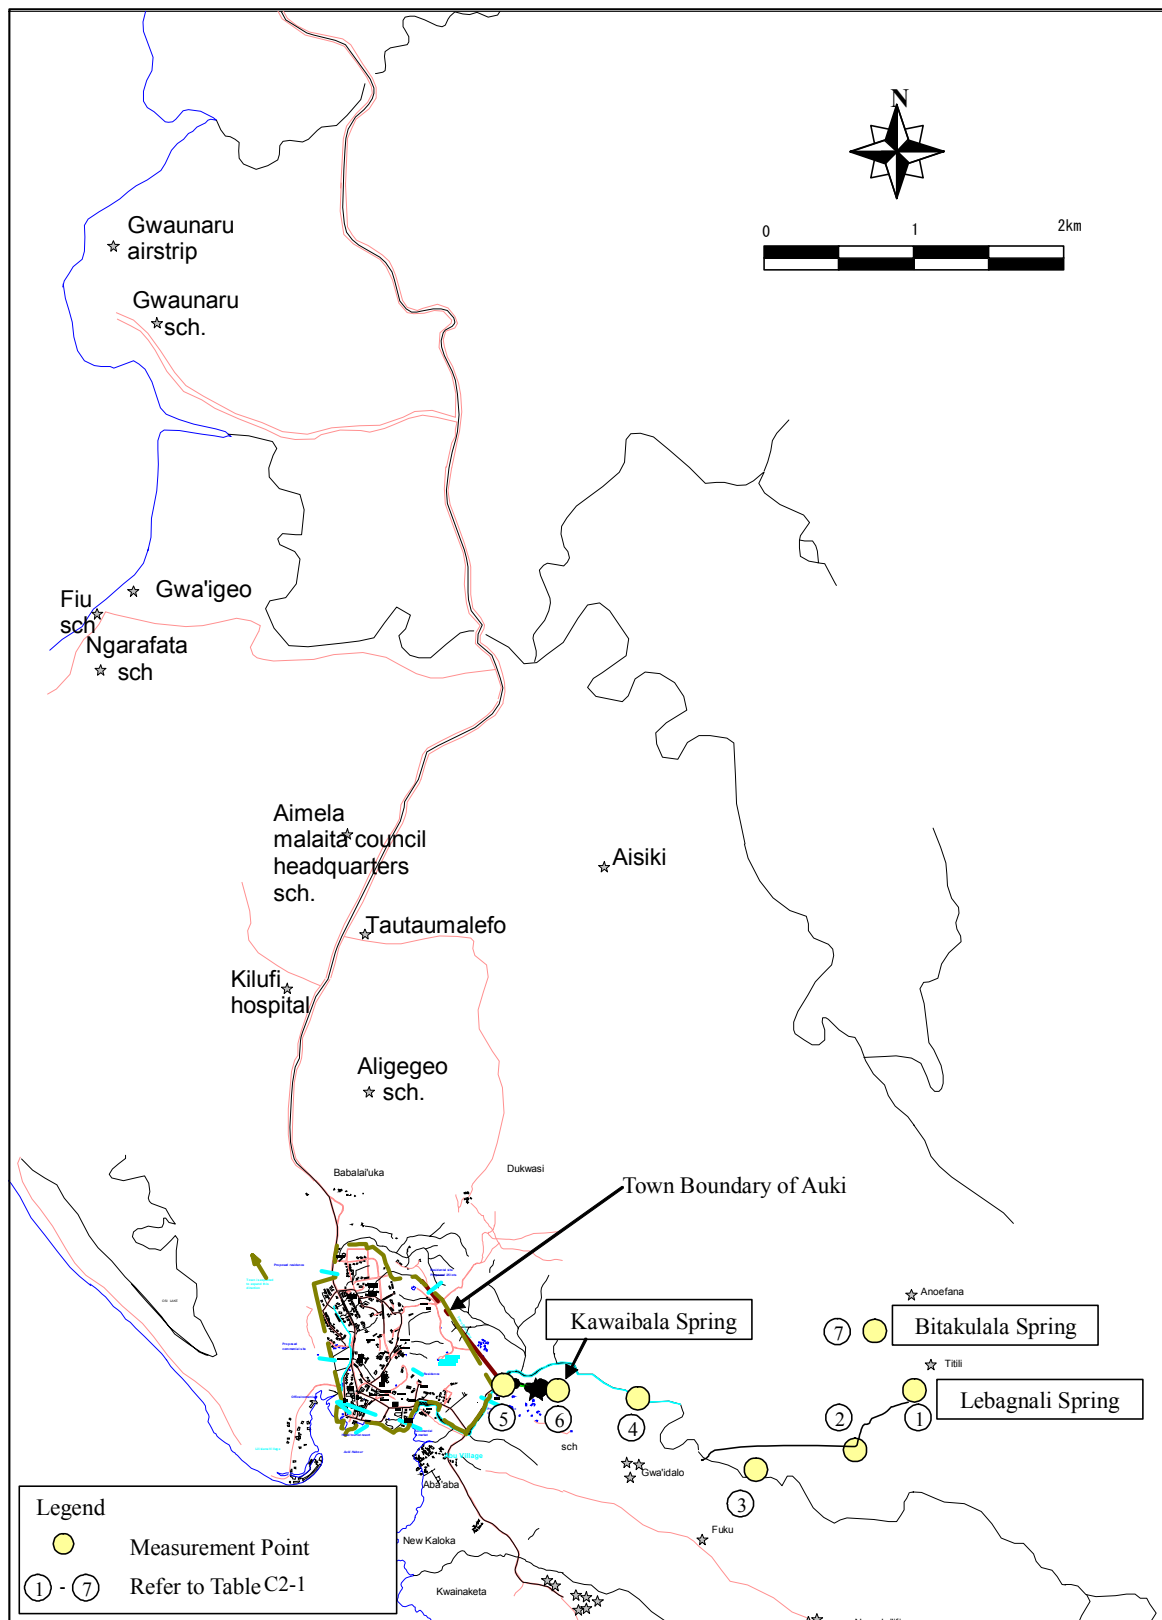 N
0 1 2km
Gwaunaru
airstrip
Gwaunaru
sch.
Gwa'igeo
Fiu
sch
Ngarafata
sch
Aimela
malaita council
headquarters
sch.
Aisiki
Tautaumalefo
Kilufi
hospital
Aligegeo
sch.
Babalai'uka
Dukwasi
Town Boundary of Auki
Anoefana
Kawaibala Spring
7
Bitakulala Spring
Titili
Lebagnali Spring
5
6
4
2
1
sch
Gwa'idalo
3
Aba'aba
Fuku
New Kaloka
Kwainaketa
Legend
Measurement Point
1 - 7 Refer to Table C2-1